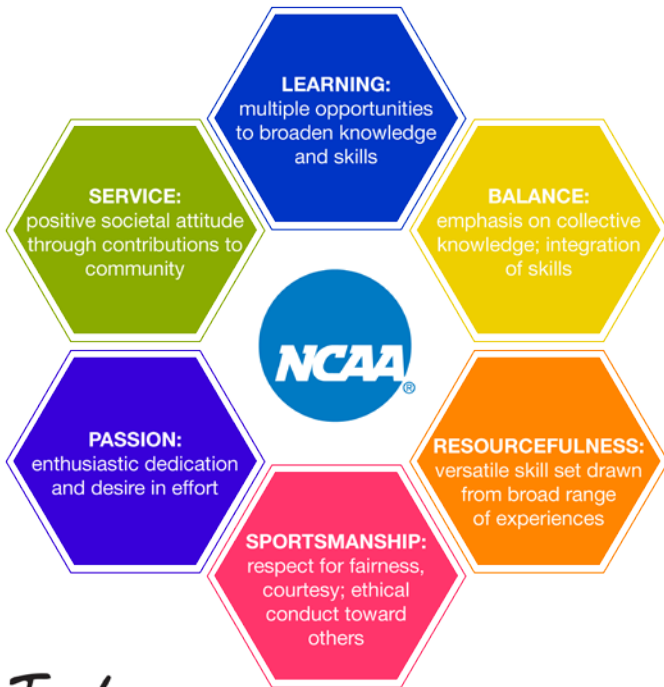 LEARNING:
multiple opportunities
to broaden knowledge
and skills
SERVICE:
positive societal attitude
through contributions to
community
BALANCE:
emphasis on collective
knowledge; integration
of skills
NCAA®
PASSION:
enthusiastic dedication
and desire in effort
RESOURCEFULNESS:
versatile skill set drawn
from broad range
of experiences
SPORTSMANSHIP:
respect for fairness,
courtesy; ethical
conduct toward
others